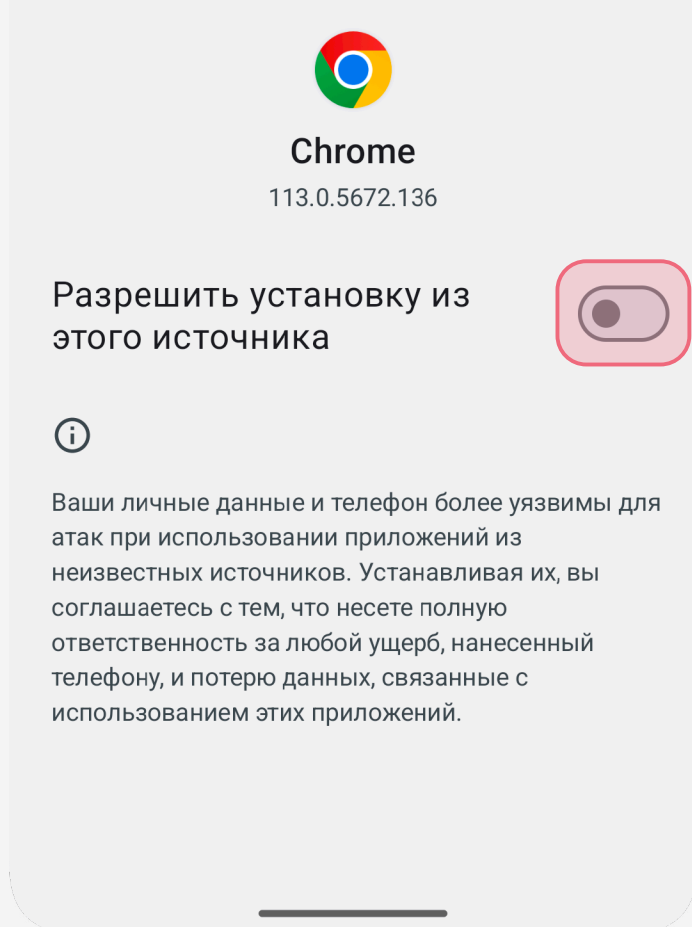 Chrome
113.0.5672.136
Разрешить установку из
этого источника
Ваши личные данные и телефон более уязвимы для
атак при использовании приложений из
неизвестных источников. Устанавливая их, вы
соглашаетесь с тем, что несете полную
ответственность за любой ущерб, нанесенный
телефону, и потерю данных, связанные с
использованием этих приложений.